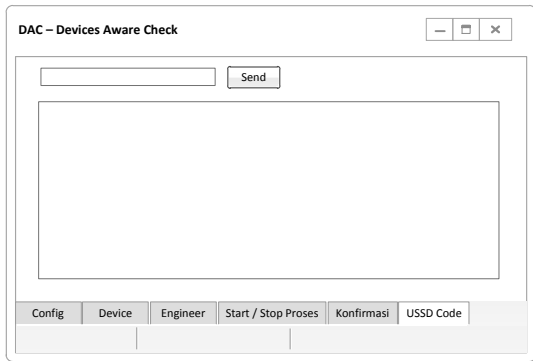 DAC – Devices Aware Check
Send
Config Device Engineer Start / Stop Proses Konfirmasi USSD Code